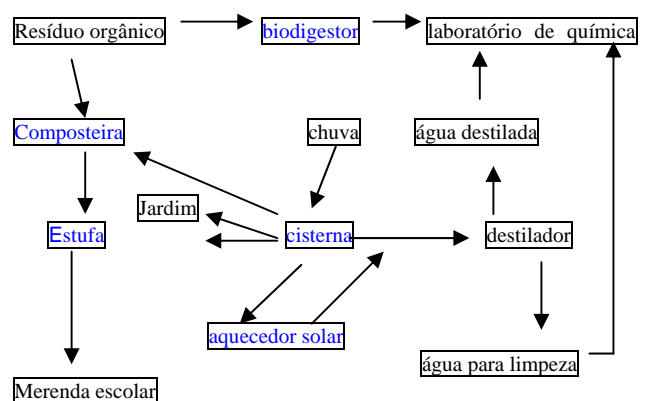 Resíduo orgânico
biodigestor
laboratório de química
Composteira
chuva
água destilada
Jardim
Estufa
cisterna
destilador
aquecedor solar
água para limpeza
Merenda escolar